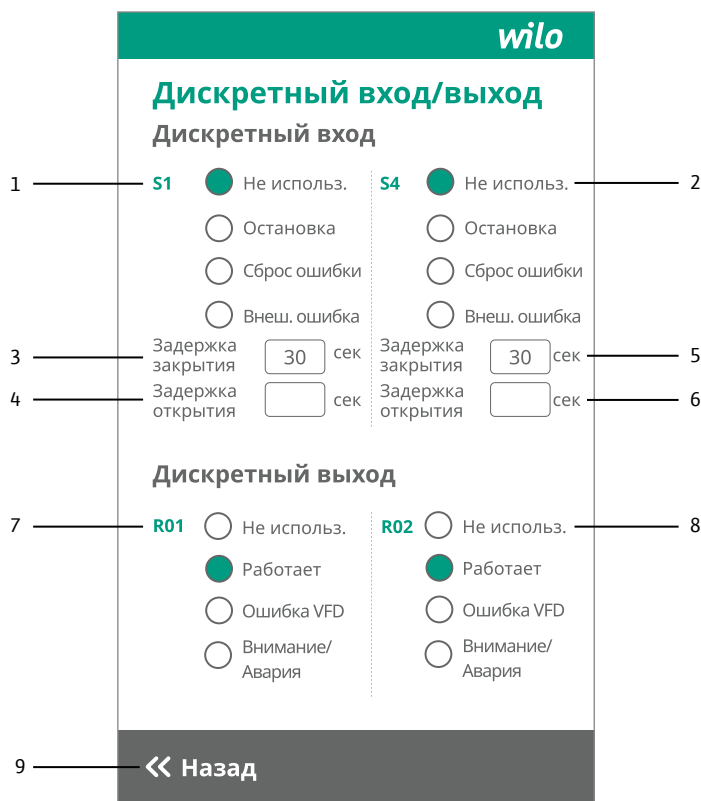 wilo
Дискретный вход/выход
Дискретный вход
1 S1 Не использ. S4 Не использ. 2
Остановка Остановка
Сброс ошибки Сброс ошибки
Внеш. ошибка Внеш. ошибка
Задержка Задержка
3 закрытия 30 сек закрытия 30 сек 5
Задержка Задержка
4 открытия сек открытия сек 6
Дискретный выход
7 R01 Не использ. R02 Не использ. 8
Работает Работает
Ошибка VFD Ошибка VFD
Внимание/ Внимание/
Авария Авария
9 Назад